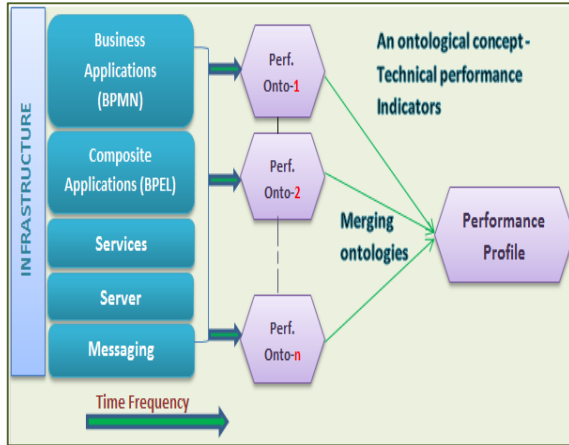 INFRASTRUCTURE
Business
Applications
(BPMN)
Composite
Applications (BPEL)
Services
Server
Messaging
Time Frequency
Perf.
Onto-1
Perf.
Onto-2
Perf.
Onto-n
An ontological concept -
Technical performance
Indicators
Merging
ontologies
Performance
Profile